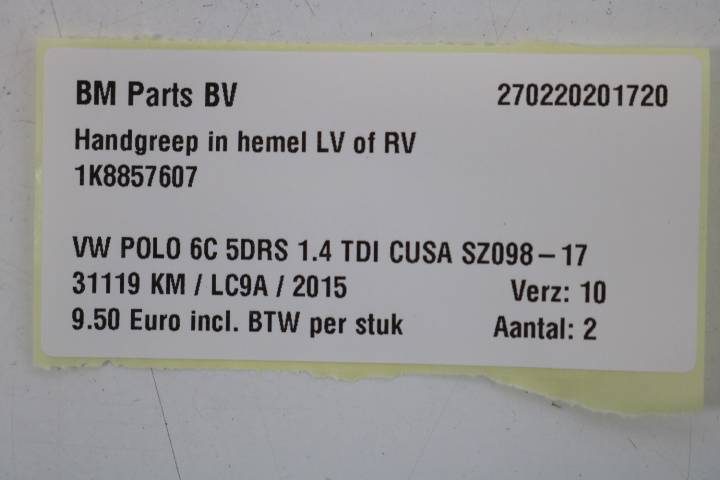 BM Parts BV 270220201720
Handgreep in hemel LV of RV
1K8857607
VW POLO 6C 5DRS 1.4 TDI CUSA SZ098-17
31119 KM / LC9A / 2015 Verz: 10
9.50 Euro incl. BTW per stuk Aantal: 2